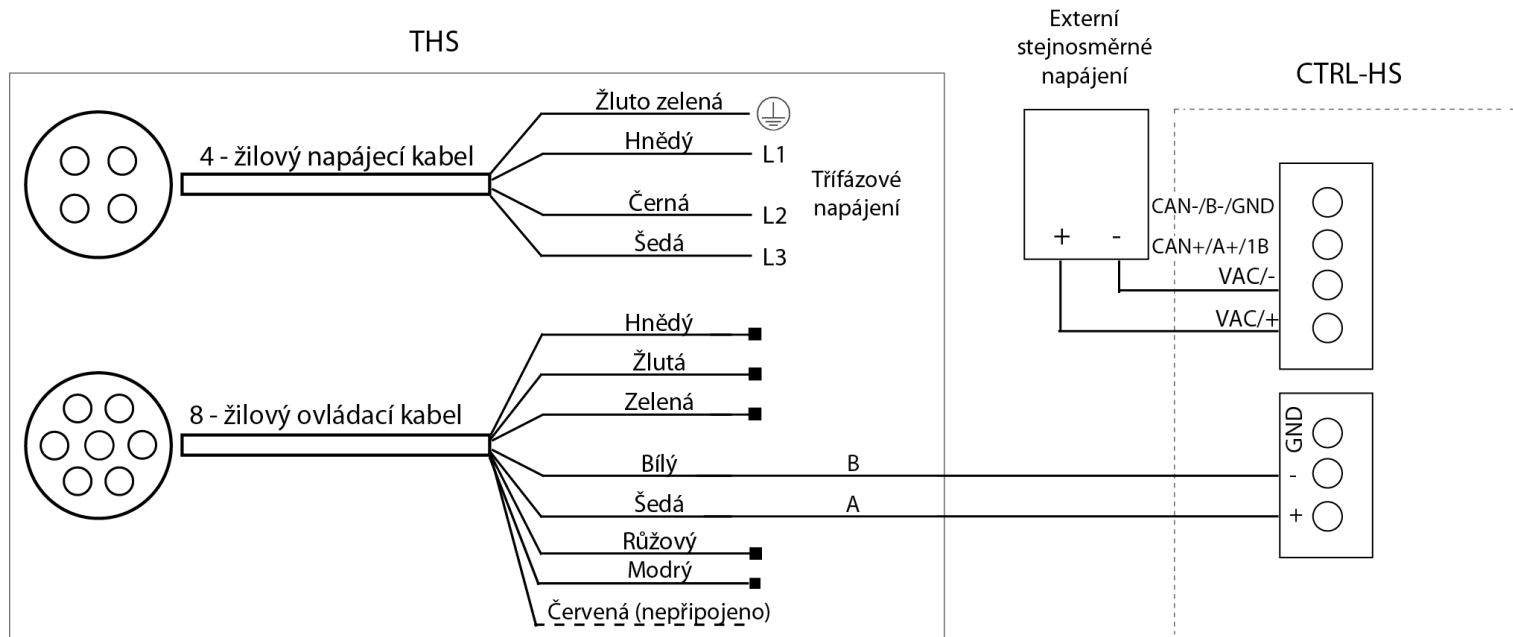 THS
Externí
stejnosměrné
napájení
CTRL-HS
4 - žilový napájecí kabel
Žluto zelená
Hnědý
L1
Černá
L2
Šedá
L3
Třífázové
napájení
+ -
CAN-/B-/GND
CAN+/A+/1B
VAC/-
VAC/+
8 - žilový ovládací kabel
Hnědý
Žlutá
Zelená
Bílý
B
Šedá
A
Růžový
Modrý
Červená (nepřipojeno)
GND
-
+